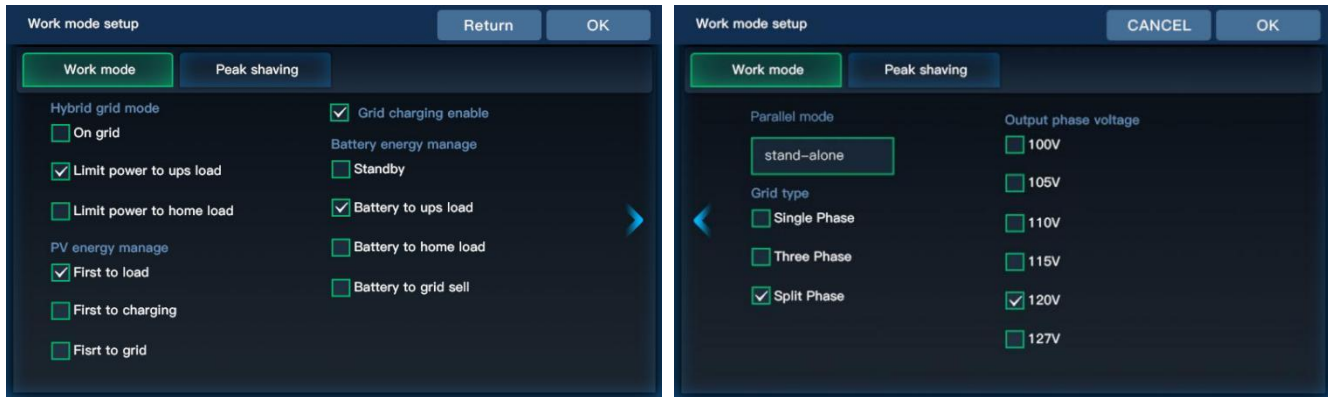 Work mode setup
Return
OK
Work mode
Peak shaving
Hybrid grid mode
On grid
Limit power to ups load
Limit power to home load
PV energy manage
First to load
First to charging
Fisrt to grid
Grid charging enable
Battery energy manage
Standby
Battery to ups load
Battery to home load
Battery to grid sell
Work mode setup
CANCEL
OK
Work mode
Peak shaving
Parallel mode
stand-alone
Grid type
Single Phase
Three Phase
Split Phase
Output phase voltage
100V
105V
110V
115V
120V
127V